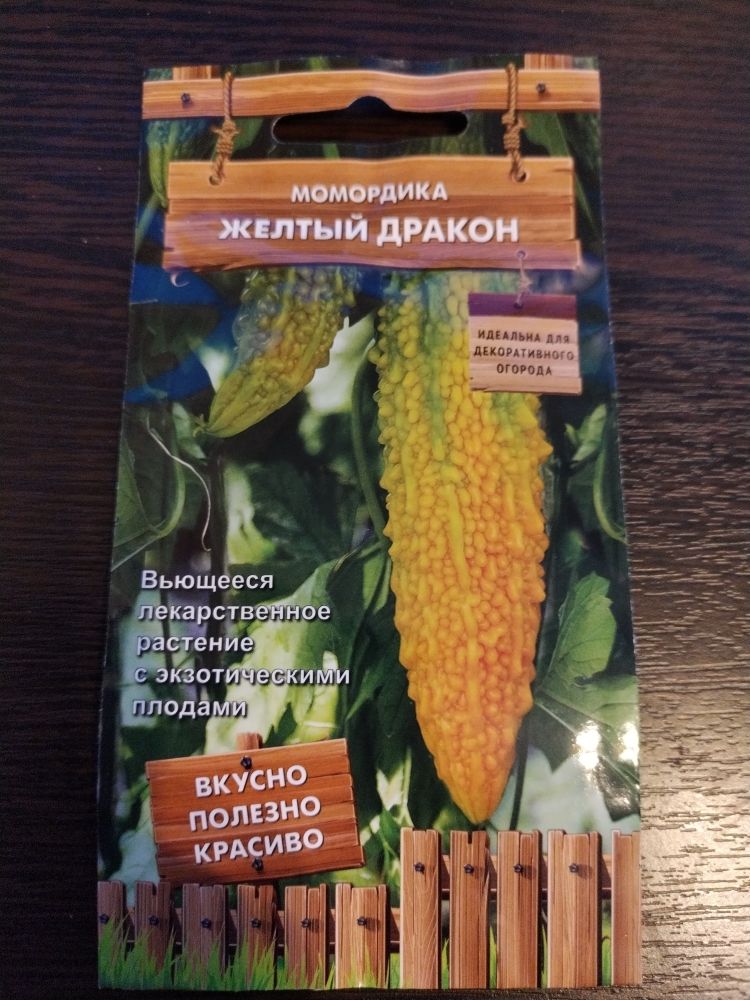 МОМОРДИКА
ЖЕЛТЫЙ ДРАКОН
ИДЕАЛЬНА ДЛЯ
ДЕКОРАТИВНОГО
ОГОРОДА
Вьющееся
лекарственное
растение
с экзотическими
плодами
ВКУСНО
ПОЛЕЗНО
КРАСИВО